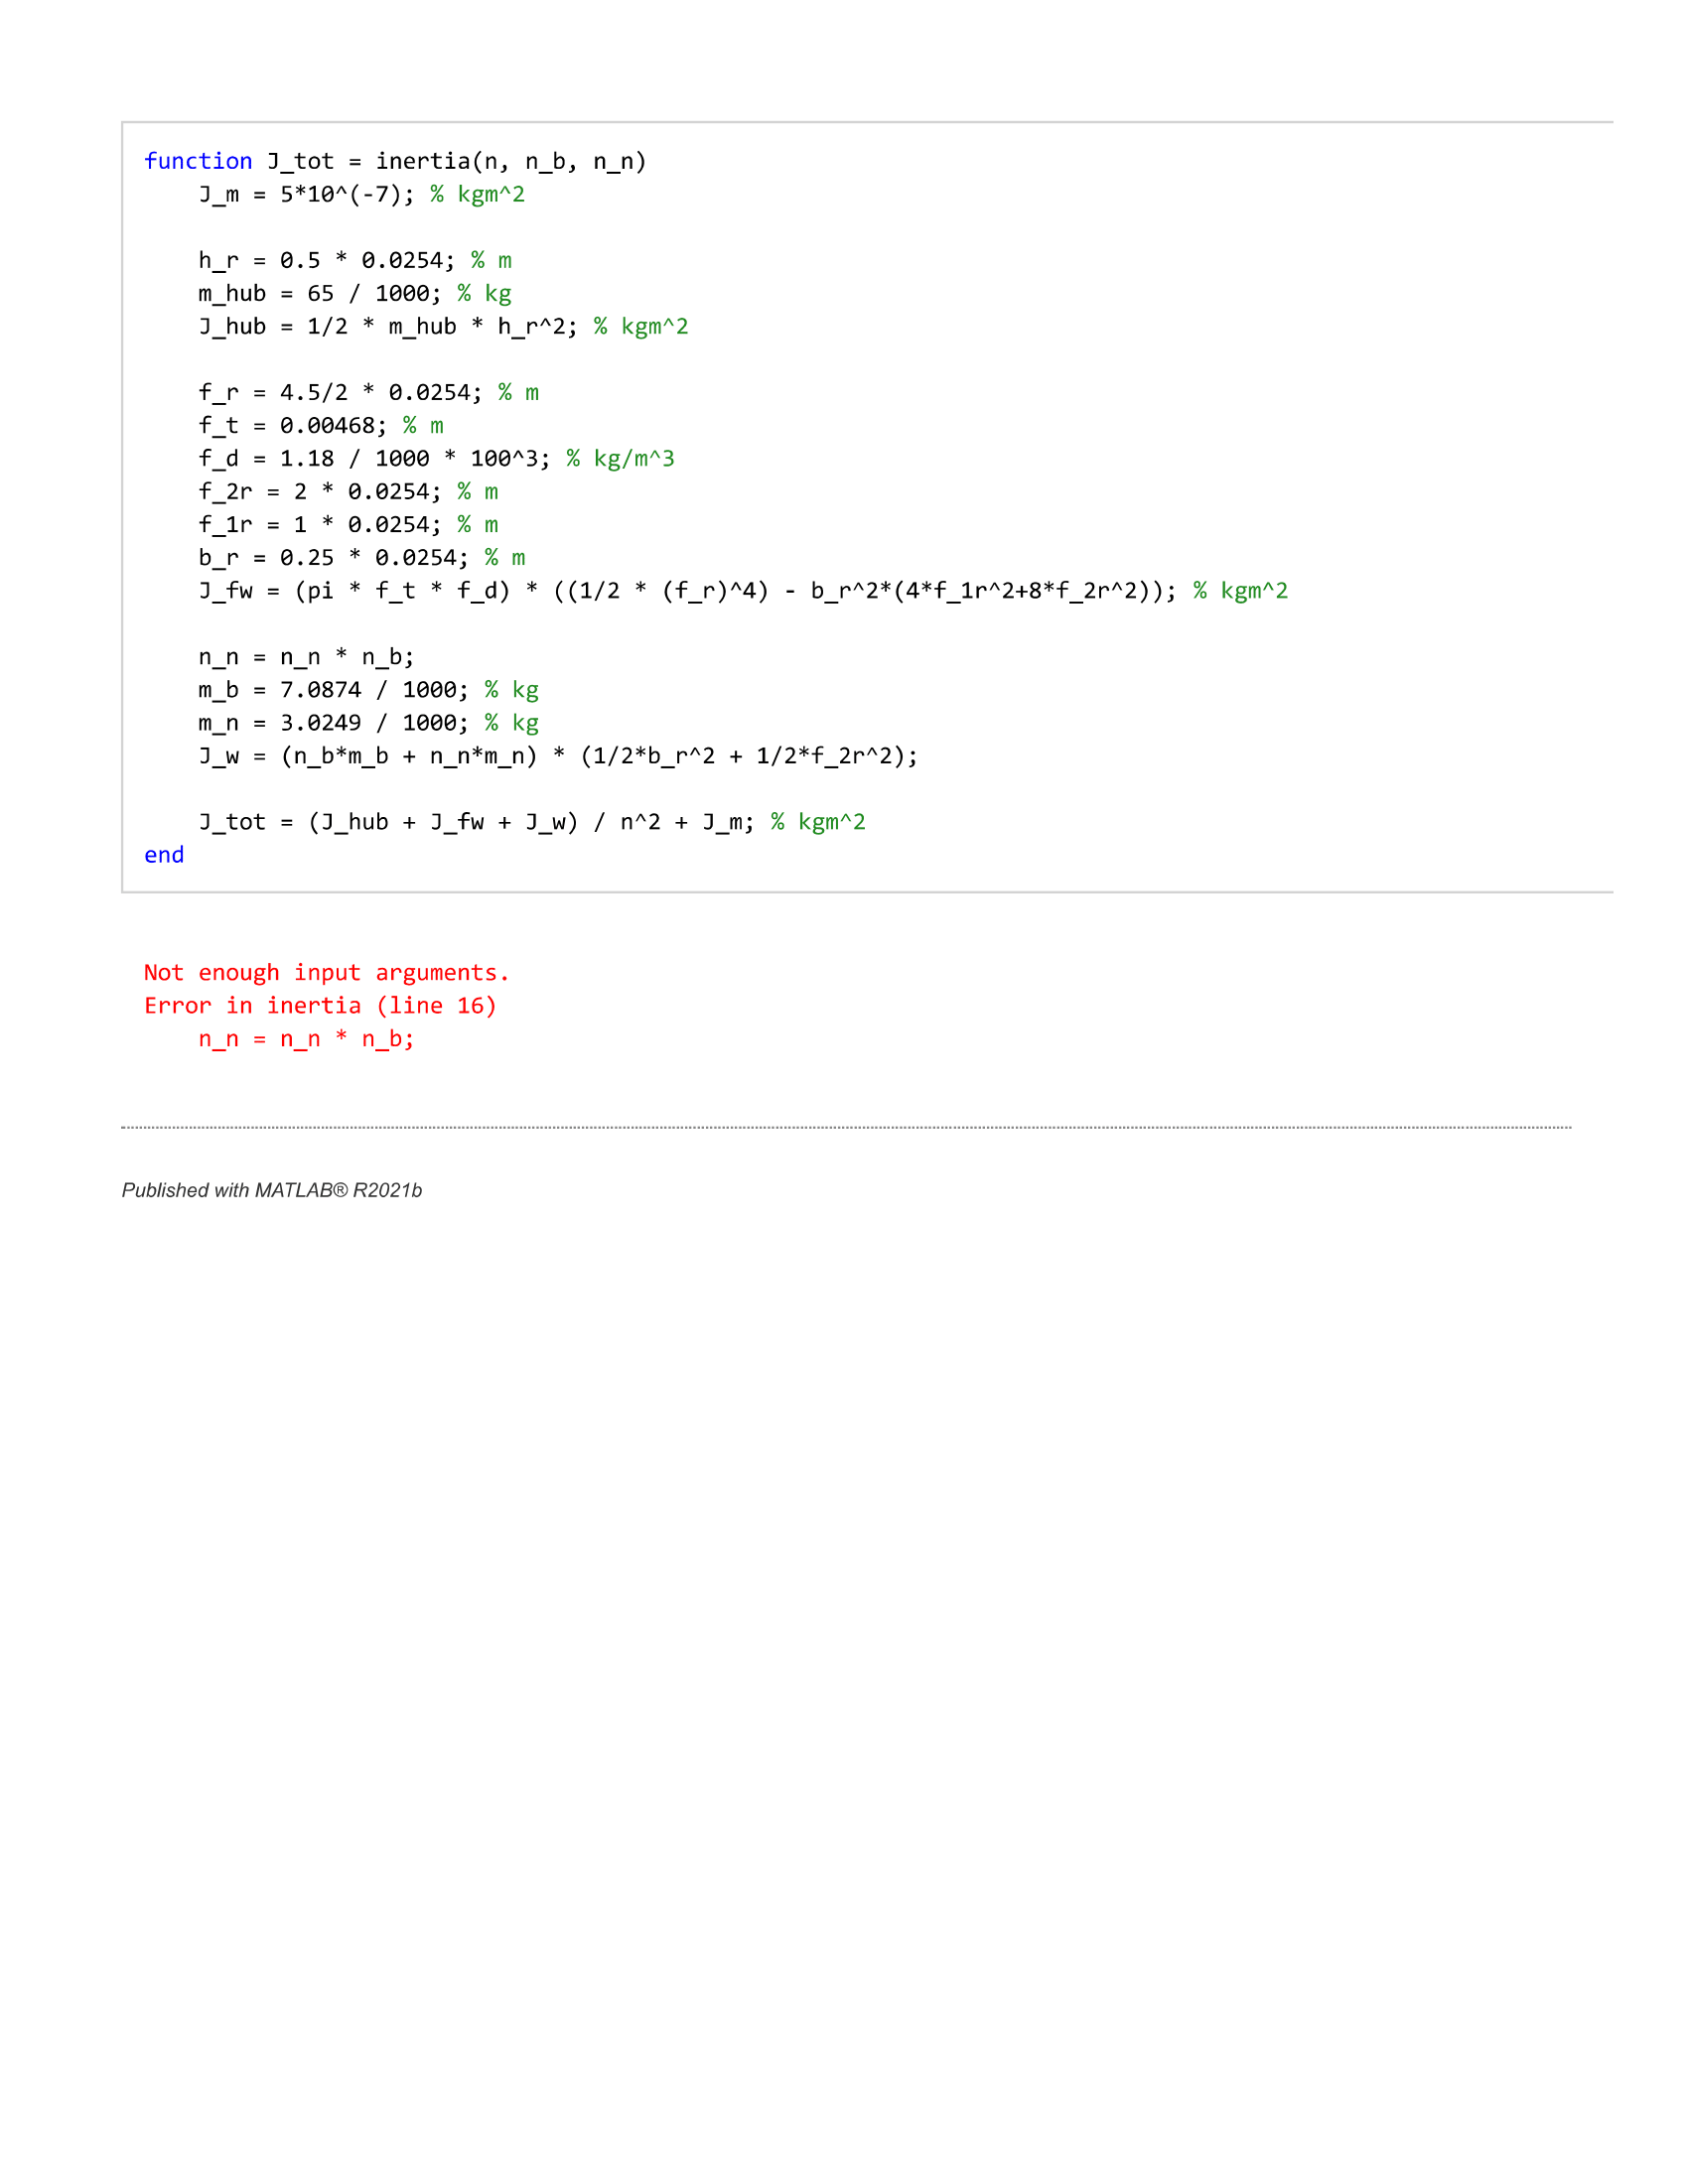 function J_tot = inertia(n, n_b, n_n)
    J_m = 5*10^(-7); % kgm^2

    h_r = 0.5 * 0.0254; % m
    m_hub = 65 / 1000; % kg
    J_hub = 1/2 * m_hub * h_r^2; % kgm^2

    f_r = 4.5/2 * 0.0254; % m
    f_t = 0.00468; % m
    f_d = 1.18 / 1000 * 100^3; % kg/m^3
    f_2r = 2 * 0.0254; % m
    f_1r = 1 * 0.0254; % m
    b_r = 0.25 * 0.0254; % m
    J_fw = (pi * f_t * f_d) * ((1/2 * (f_r)^4) - b_r^2*(4*f_1r^2+8*f_2r^2)); % kgm^2

    n_n = n_n * n_b;
    m_b = 7.0874 / 1000; % kg
    m_n = 3.0249 / 1000; % kg
    J_w = (n_b*m_b + n_n*m_n) * (1/2*b_r^2 + 1/2*f_2r^2);

    J_tot = (J_hub + J_fw + J_w) / n^2 + J_m; % kgm^2
end

Not enough input arguments.
Error in inertia (line 16)
    n_n = n_n * n_b;

Published with MATLAB® R2021b